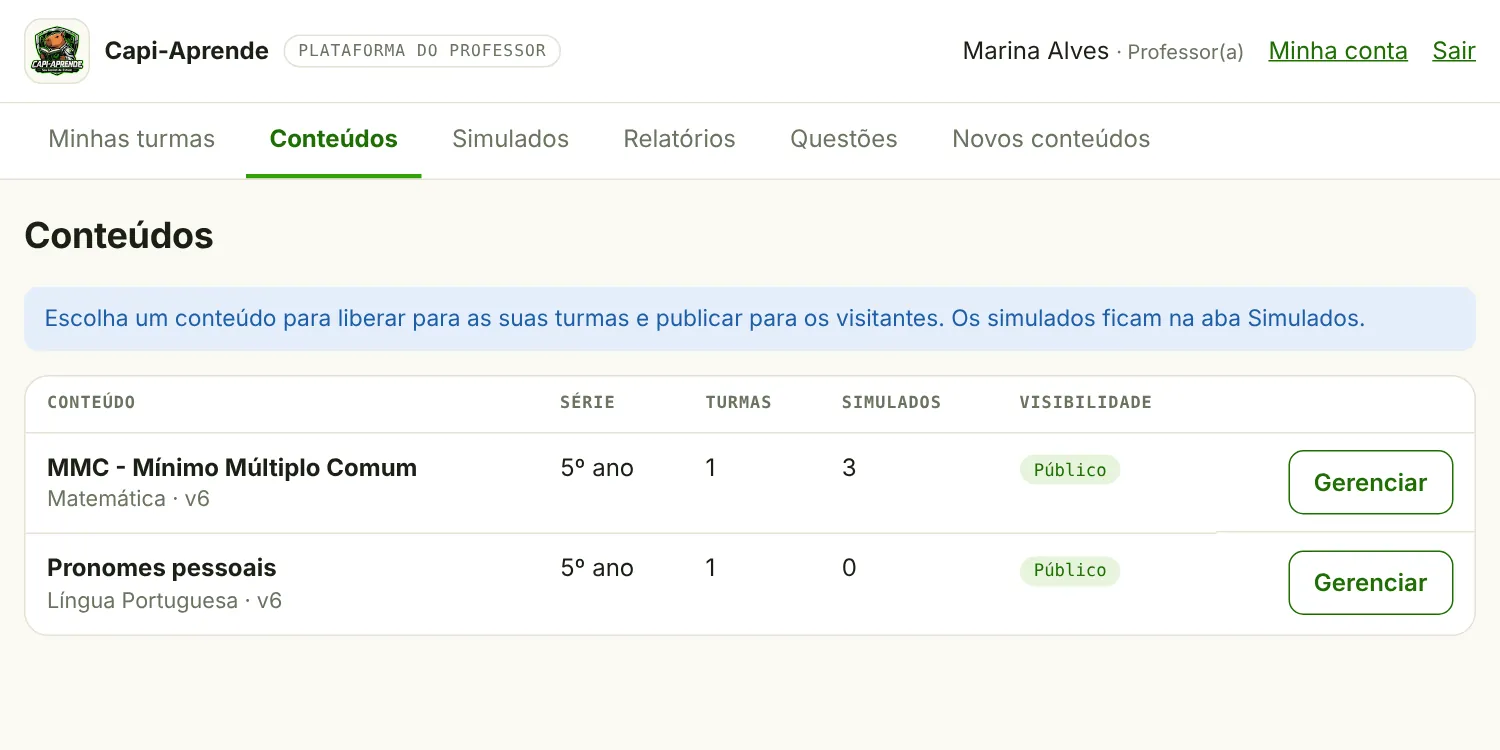 CAPI-APRENDE
Capi-Aprende PLATAFORMA DO PROFESSOR Marina Alves · Professor(a) Minha conta Sair
Minhas turmas Conteúdos Simulados Relatórios Questões Novos conteúdos
Conteúdos
Escolha um conteúdo para liberar para as suas turmas e publicar para os visitantes. Os simulados ficam na aba Simulados.
CONTEÚDO SÉRIE TURMAS SIMULADOS VISIBILIDADE
MMC - Mínimo Múltiplo Comum 5º ano 1 3 Público Gerenciar
Matemática · v6
Pronomes pessoais 5º ano 1 0 Público Gerenciar
Língua Portuguesa · v6